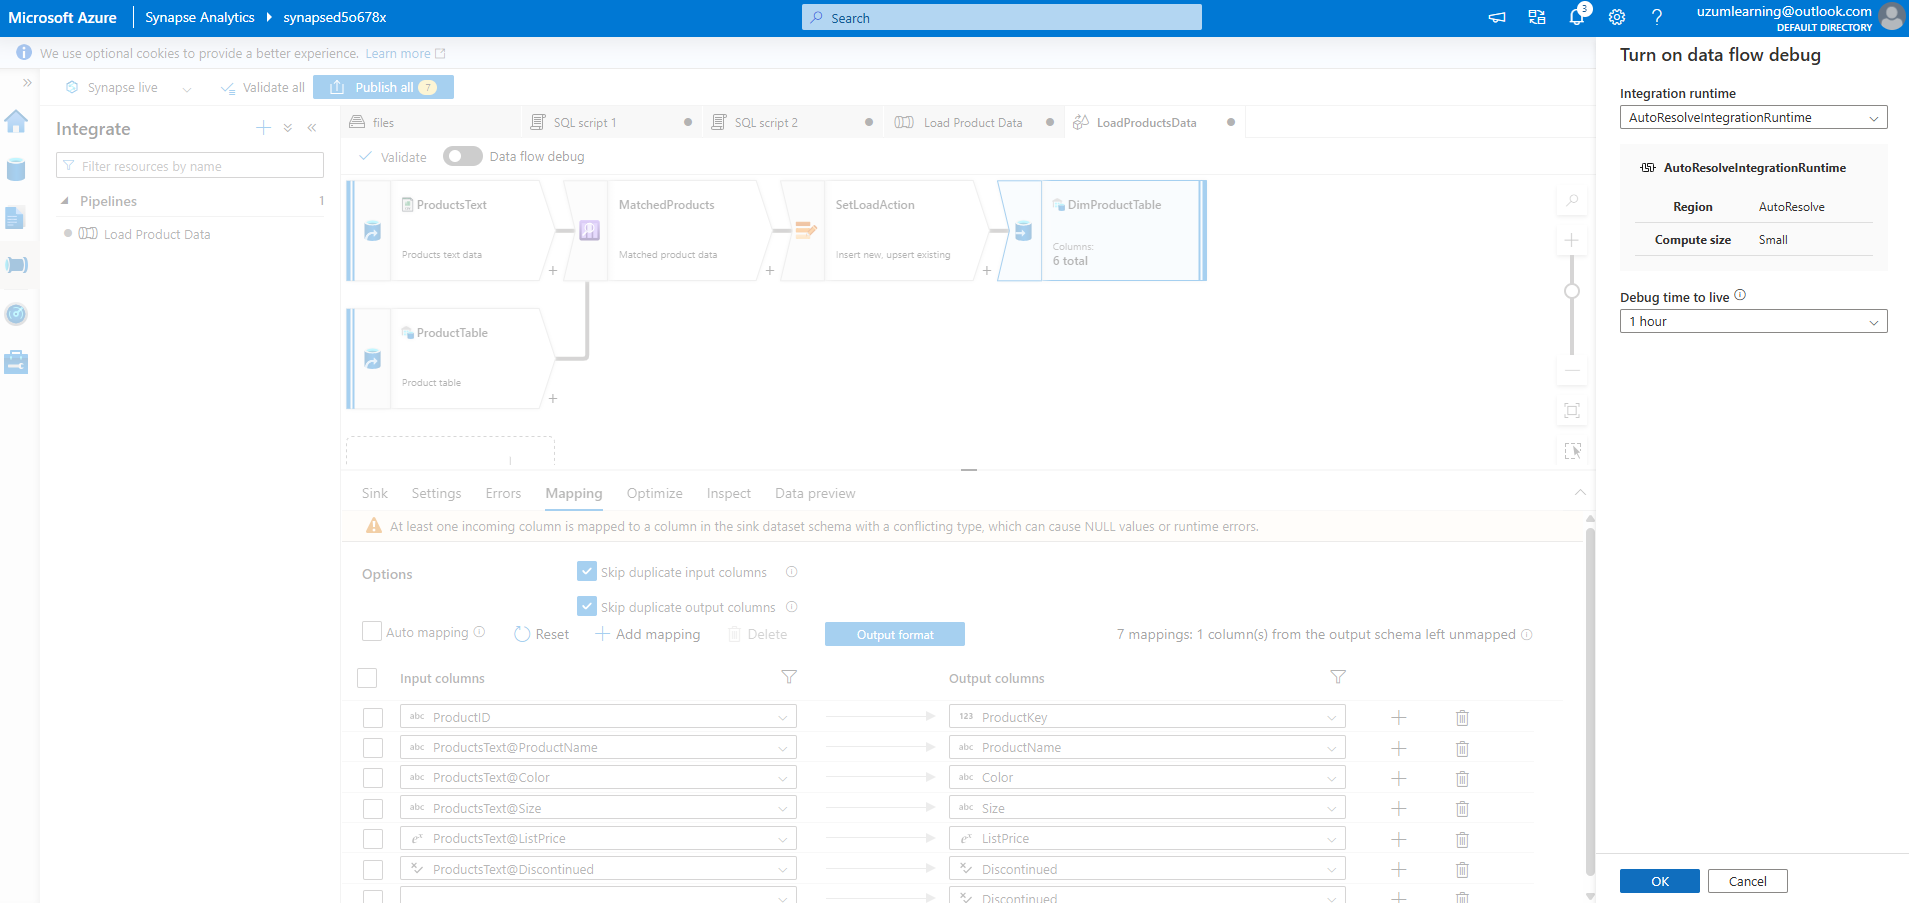 Microsoft Azure
Synapse Analytics
synapsed5o678x
Search
3
uzumlearning@outlook.com
DEFAULT DIRECTORY
We use optional cookies to provide a better experience. Learn more
Synapse live
Validate all
Publish all 7
Integrate
Filter resources by name
Pipelines 1
Load Product Data
files
SQL script 1
SQL script 2
Load Product Data
LoadProductsData
Validate
Data flow debug
ProductsText
Products text data
MatchedProducts
Matched product data
SetLoadAction
Insert new, upsert existing
DimProductTable
Columns:
6 total
ProductTable
Product table
Sink Settings Errors Mapping Optimize Inspect Data preview
At least one incoming column is mapped to a column in the sink dataset schema with a conflicting type, which can cause NULL values or runtime errors.
Options
Skip duplicate input columns
Skip duplicate output columns
Auto mapping
Reset
Add mapping
Delete
Output format
7 mappings: 1 column(s) from the output schema left unmapped
Input columns Output columns
abc ProductID 123 ProductKey
abc ProductsText@ProductName abc ProductName
abc ProductsText@Color abc Color
abc ProductsText@Size abc Size
eˣ ProductsText@ListPrice eˣ ListPrice
ProductsText@Discontinued Discontinued
Discontinued
Turn on data flow debug
Integration runtime
AutoResolveIntegrationRuntime
AutoResolveIntegrationRuntime
Region AutoResolve
Compute size Small
Debug time to live
1 hour
OK
Cancel